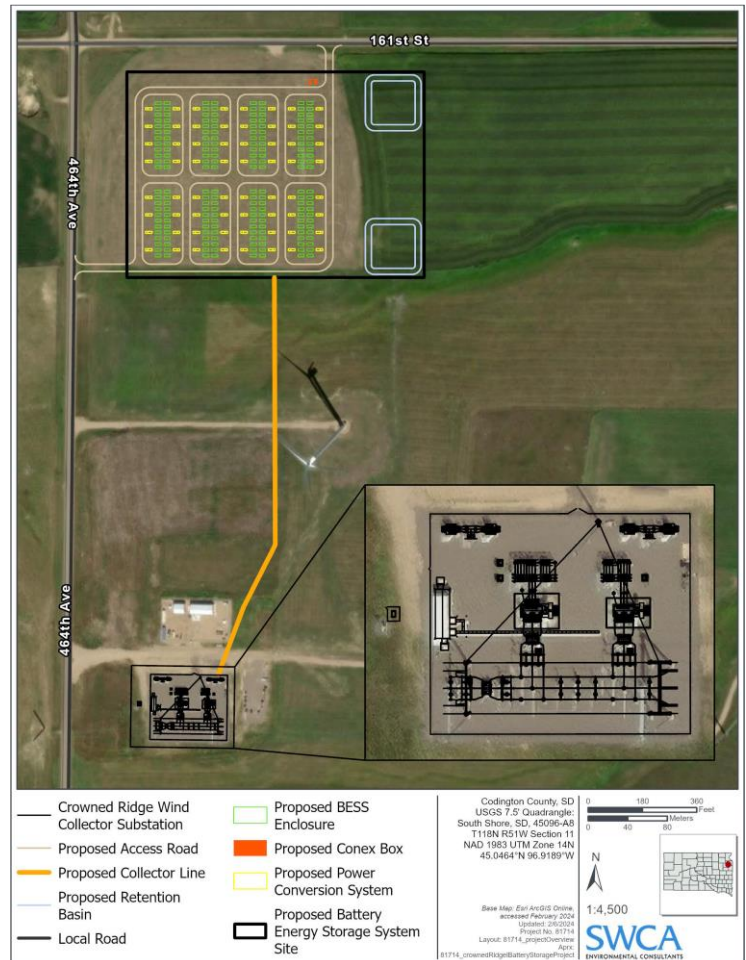 161st St
464th Ave
464th Ave
Crowned Ridge Wind
Collector Substation
Proposed Access Road
Proposed Collector Line
Proposed Retention
Basin
Local Road
Proposed BESS
Enclosure
Proposed Conex Box
Proposed Power
Conversion System
Proposed Battery
Energy Storage System
Site
Codington County, SD
USGS 7.5' Quadrangle:
South Shore, SD, 45096-A8
T118N R51W Section 11
NAD 1983 UTM Zone 14N
45.0464°N 96.9189°W
Base Map: Esri ArcGIS Online,
accessed February 2024
Updated: 2/6/2024
Project No. 81714
Layout: 81714_projectOverview
Aprx:
81714_crownedRidgeBatteryStorageProject
0 180 360
Feet
Meters
0 40 80
N
1:4,500
SWCA
ENVIRONMENTAL CONSULTANTS